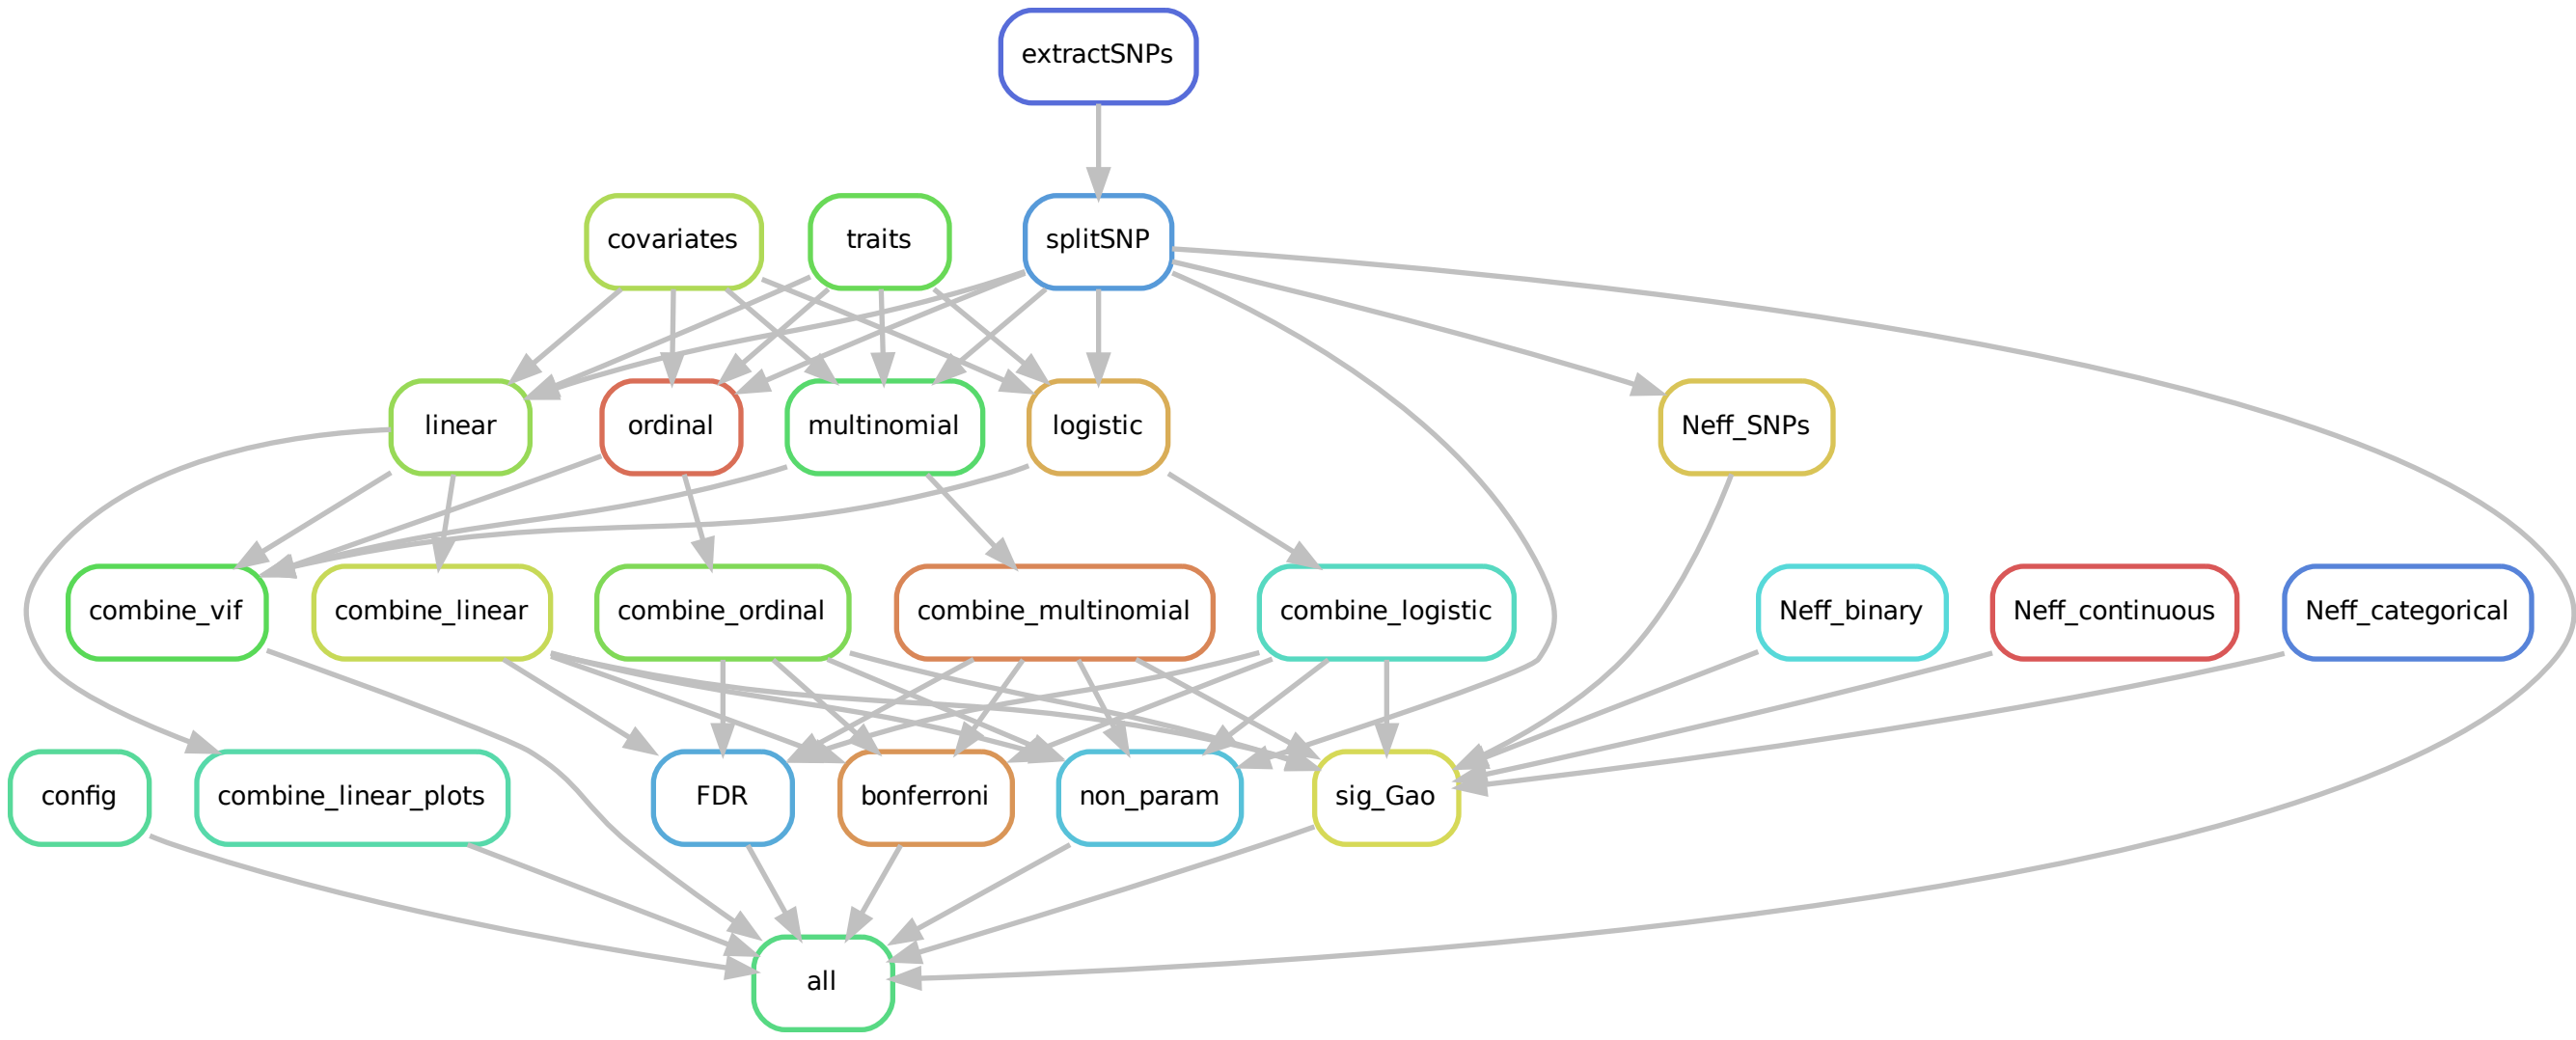 extractSNPs
covariates
traits
splitSNP
linear
ordinal
multinomial
logistic
Neff_SNPs
combine_vif
combine_linear
combine_ordinal
combine_multinomial
combine_logistic
Neff_binary
Neff_continuous
Neff_categorical
config
combine_linear_plots
FDR
bonferroni
non_param
sig_Gao
all